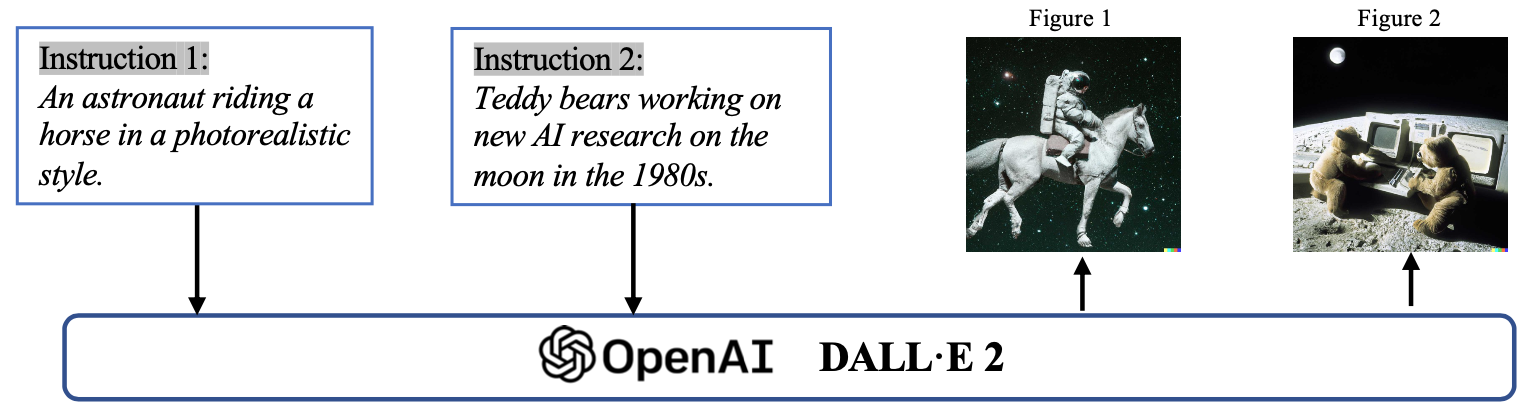 Instruction 1:
An astronaut riding a
horse in a photorealistic
style.
Instruction 2:
Teddy bears working on
new AI research on the
moon in the 1980s.
Figure 1
Figure 2
OpenAI DALL·E 2